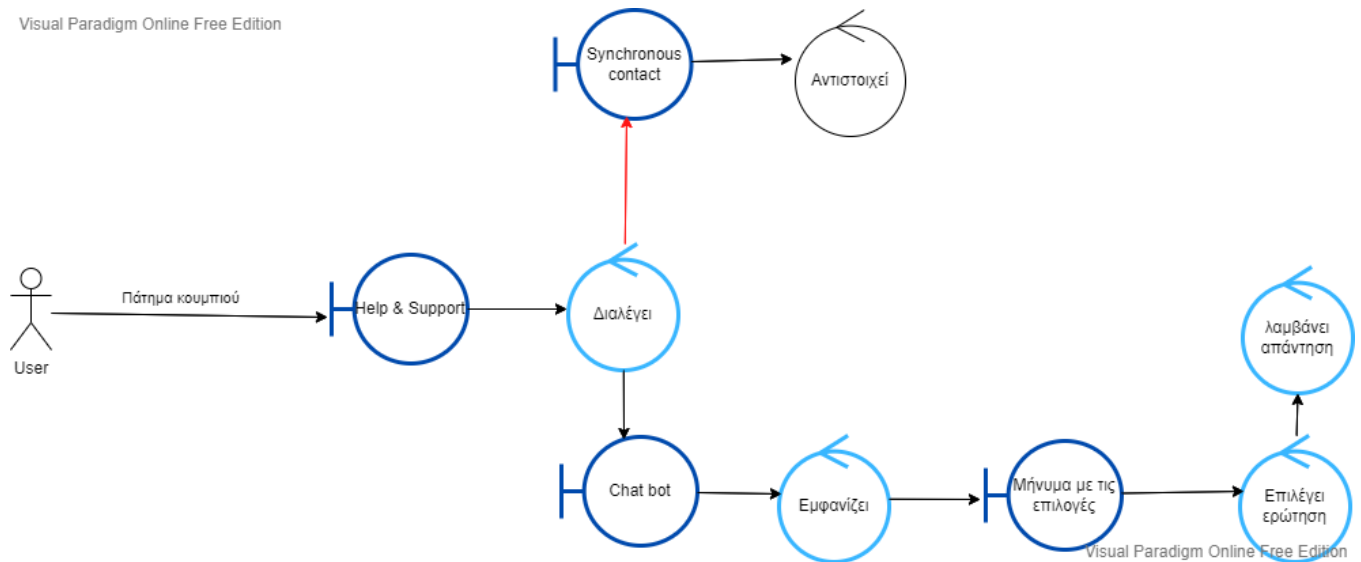 Visual Paradigm Online Free Edition
Synchronous
contact
Αντιστοιχεί
Πάτημα κουμπιού
Help & Support
Διαλέγει
User
λαμβάνει
απάντηση
Chat bot
Εμφανίζει
Μήνυμα με τις
επιλογές
Επιλέγει
ερώτηση
Visual Paradigm Online Free Edition